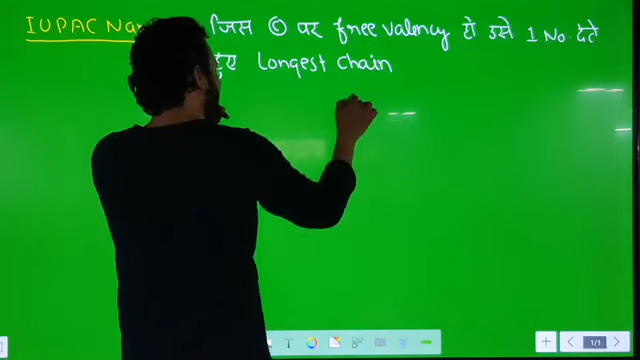 IUPAC Na जिस C पर free valency हो उसे 1 No. देते
हुए Longest Chain
T 1/1